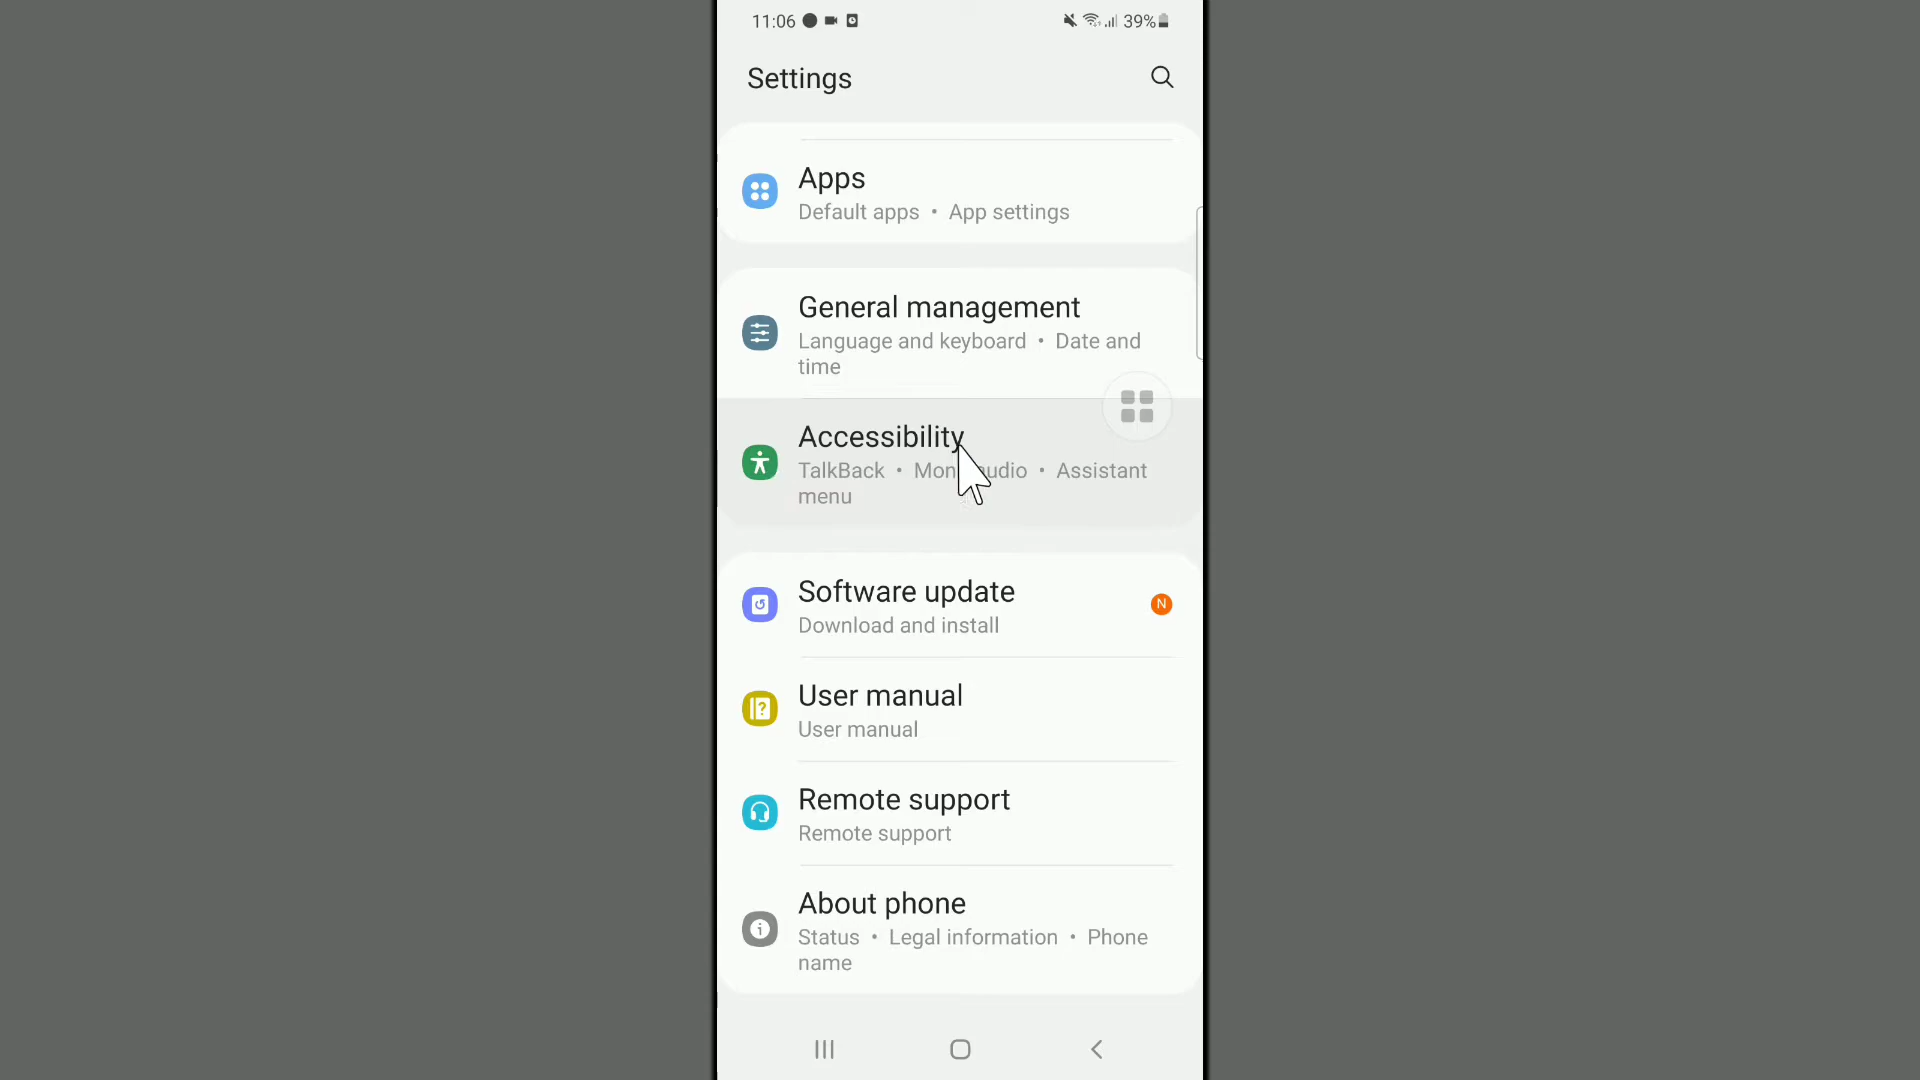 11:06 39%
Settings
Apps
Default apps • App settings
General management
Language and keyboard • Date and
time
Accessibility
TalkBack • Mon udio • Assistant
menu
Software update
N
Download and install
User manual
User manual
Remote support
Remote support
About phone
Status • Legal information • Phone
name